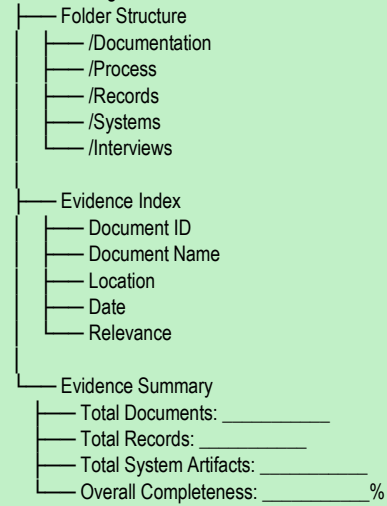 ├── Folder Structure
│   ├── /Documentation
│   ├── /Process
│   ├── /Records
│   ├── /Systems
│   └── /Interviews
│
├── Evidence Index
│   ├── Document ID
│   ├── Document Name
│   ├── Location
│   ├── Date
│   └── Relevance
│
└── Evidence Summary
    ├── Total Documents: ___________
    ├── Total Records: ___________
    ├── Total System Artifacts: ___________
    └── Overall Completeness: ___________%